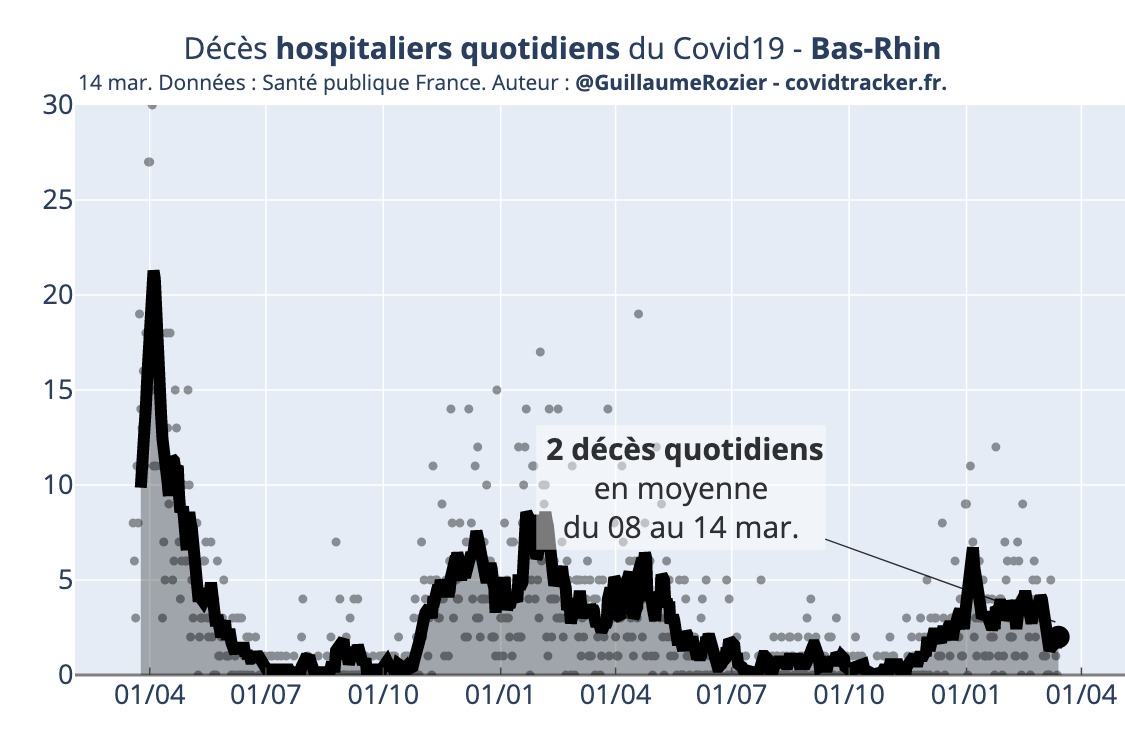 Décès hospitaliers quotidiens du Covid19 - Bas-Rhin
14 mar. Données : Santé publique France. Auteur : @GuillaumeRozier - covidtracker.fr.
30
25
20
15
10
5
0
2 décès quotidiens
en moyenne
du 08 au 14 mar.
01/04 01/07 01/10 01/01 01/04 01/07 01/10 01/01 01/04